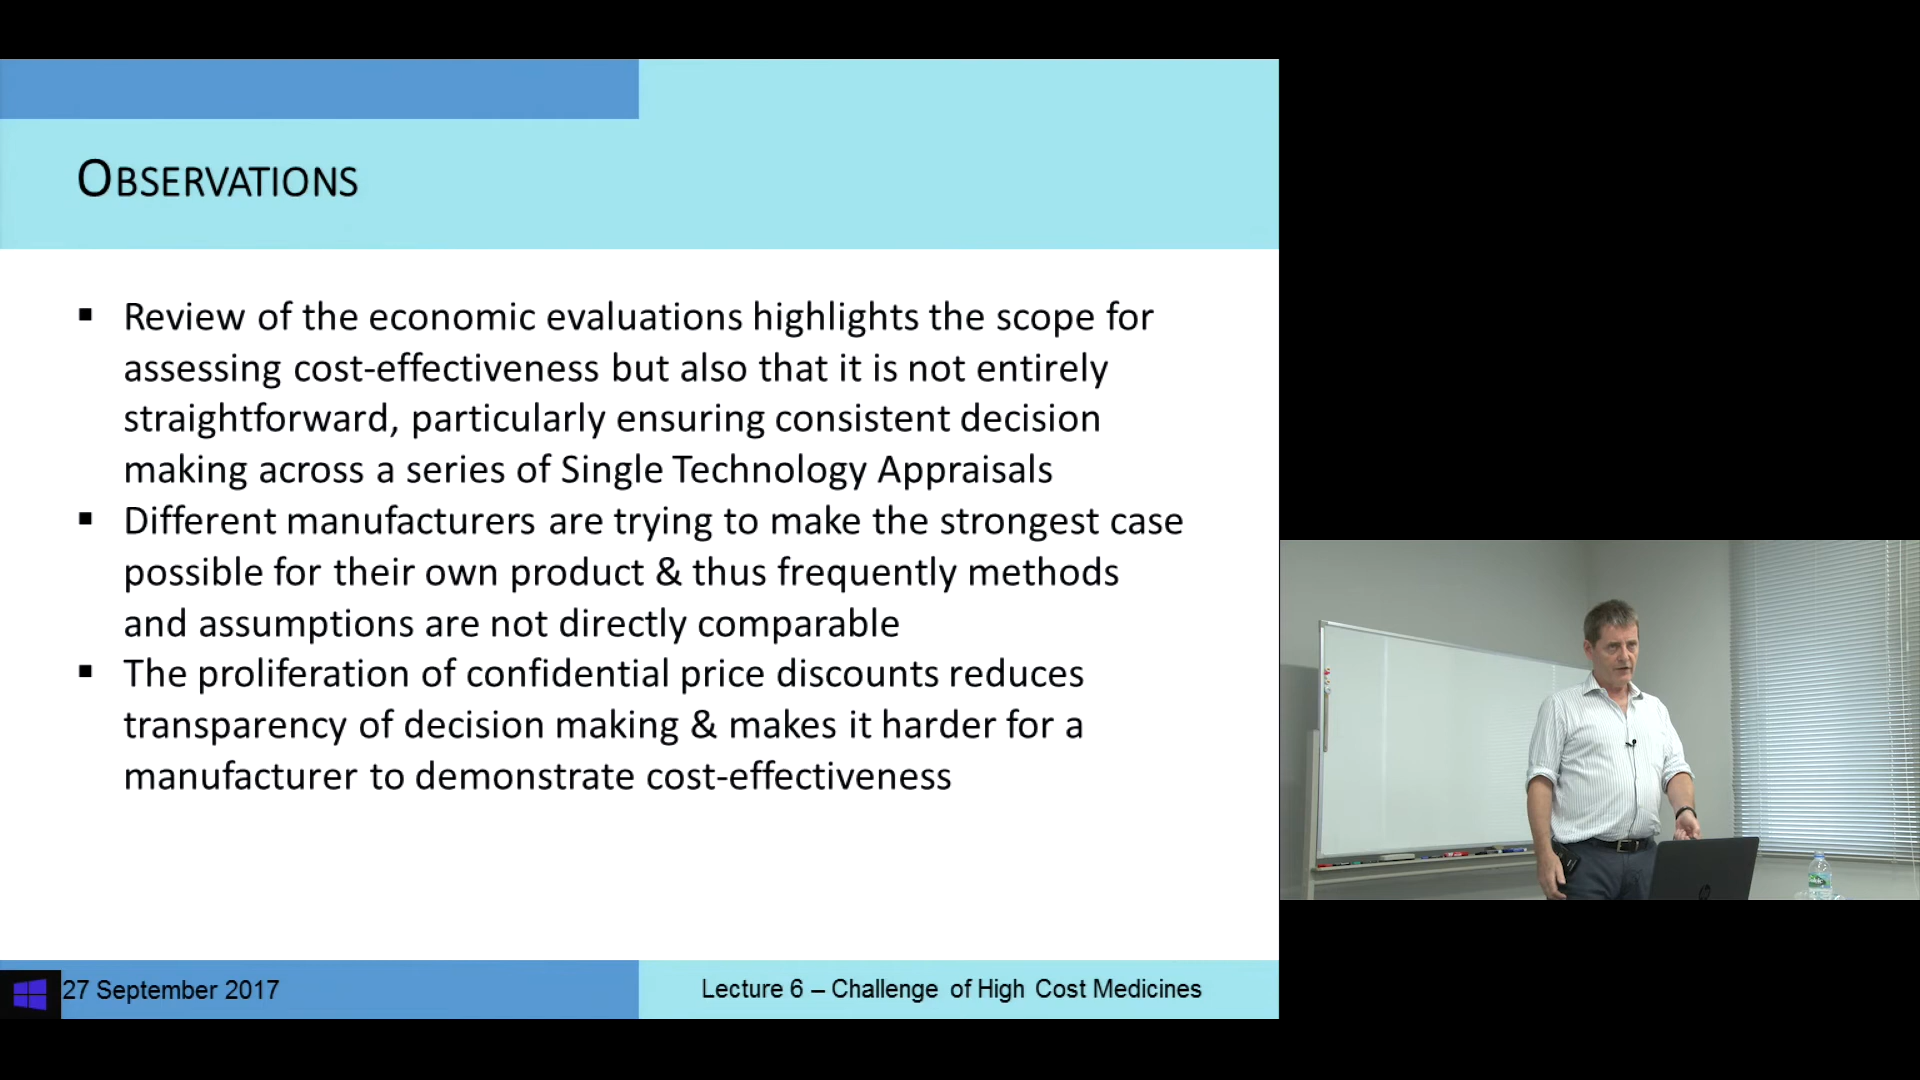 OBSERVATIONS
Review of the economic evaluations highlights the scope for
assessing cost-effectiveness but also that it is not entirely
straightforward, particularly ensuring consistent decision
making across a series of Single Technology Appraisals
Different manufacturers are trying to make the strongest case
possible for their own product & thus frequently methods
and assumptions are not directly comparable
The proliferation of confidential price discounts reduces
transparency of decision making & makes it harder for a
manufacturer to demonstrate cost-effectiveness
27 September 2017
Lecture 6 – Challenge of High Cost Medicines